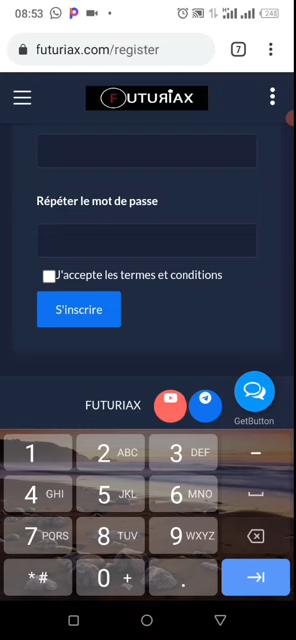 08:53
248
futuriax.com/register
7
FUTURIAX
Répéter le mot de passe
J'accepte les termes et conditions
S'inscrire
FUTURIAX
GetButton
1 2 ABC 3 DEF -
4 GHI 5 JKL 6 MNO
7 PQRS 8 TUV 9 WXYZ
*# 0 + .